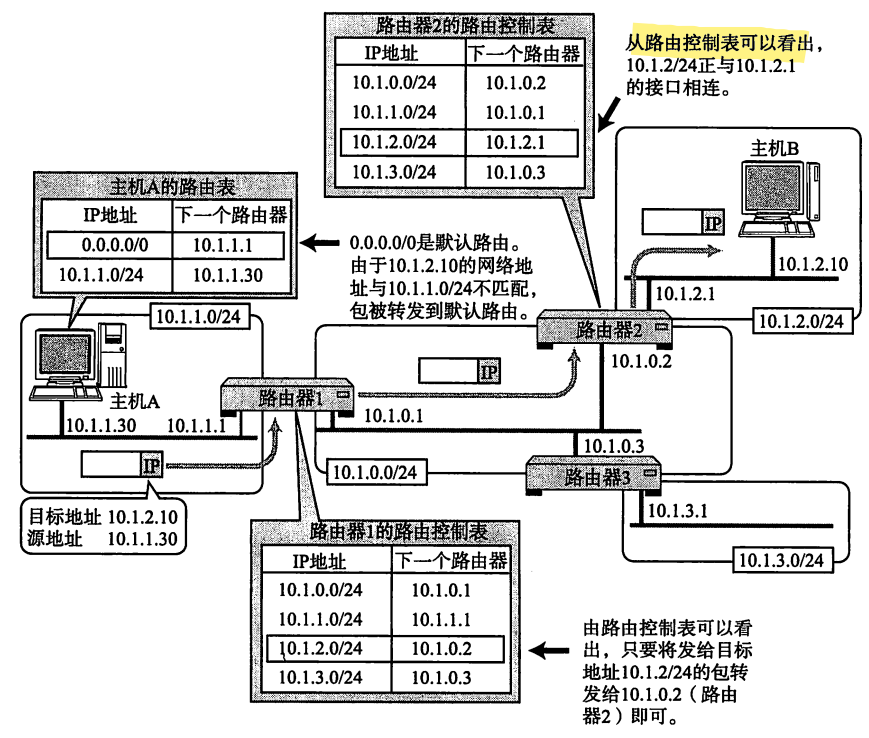 路由器2的路由控制表
IP地址 下一个路由器
10.1.0.0/24 10.1.0.2
10.1.1.0/24 10.1.0.1
10.1.2.0/24 10.1.2.1
10.1.3.0/24 10.1.0.3
从路由控制表可以看出，
10.1.2/24正与10.1.2.1
的接口相连。
主机A的路由表
IP地址 下一个路由器
0.0.0.0/0 10.1.1.1
10.1.1.0/24 10.1.1.30
0.0.0.0/0是默认路由。
由于10.1.2.10的网络地
址与10.1.1.0/24不匹配，
包被转发到默认路由。
主机B
IP
10.1.2.10
10.1.2.1
10.1.2.0/24
路由器2
10.1.0.2
10.1.1.0/24
主机A
10.1.1.30
10.1.1.1
路由器1
IP
10.1.0.1
10.1.0.3
10.1.0.0/24
路由器3
10.1.3.1
10.1.3.0/24
IP
目标地址 10.1.2.10
源地址 10.1.1.30
路由器1的路由控制表
IP地址 下一个路由器
10.1.0.0/24 10.1.0.1
10.1.1.0/24 10.1.1.1
10.1.2.0/24 10.1.0.2
10.1.3.0/24 10.1.0.3
由路由控制表可以看
出，只要将发给目标
地址10.1.2/24的包转
发给10.1.0.2（路由
器2）即可。